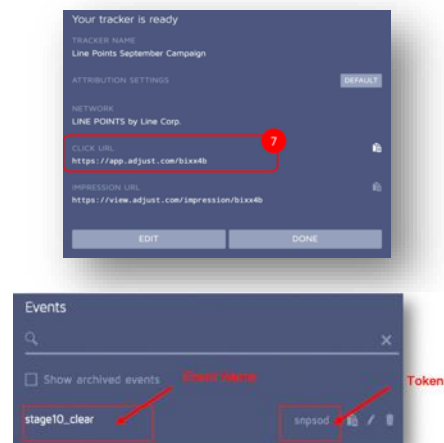 Your tracker is ready
TRACKER NAME
Line Points September Campaign
ATTRIBUTION SETTINGS
DEFAULT
NETWORK
LINE POINTS by Line Corp.
7
CLICK URL
https://app.adjust.com/bixx4b
IMPRESSION URL
https://view.adjust.com/impression/bixx4b
EDIT
DONE
Events
Show archived events
Event Name
Token
stage10_clear
snpsod